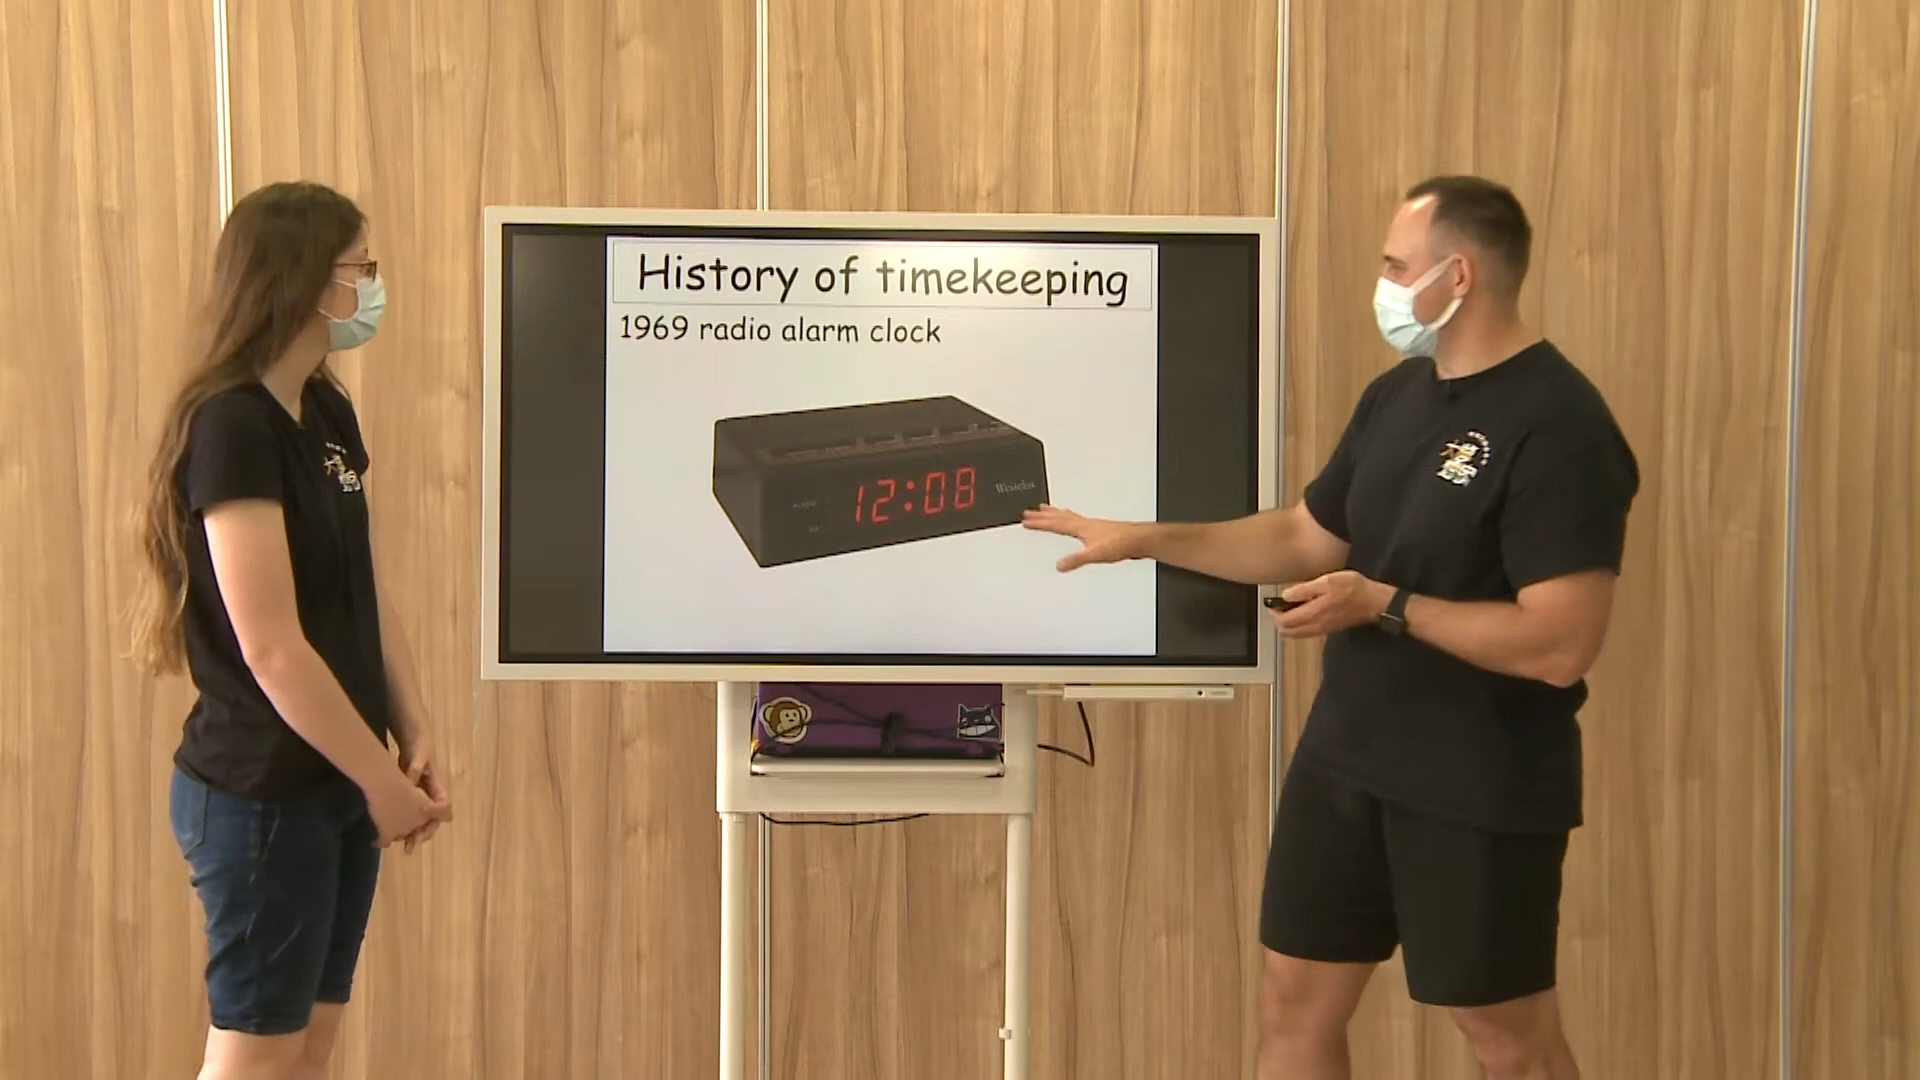 History of timekeeping
1969 radio alarm clock
12:08
Westclox